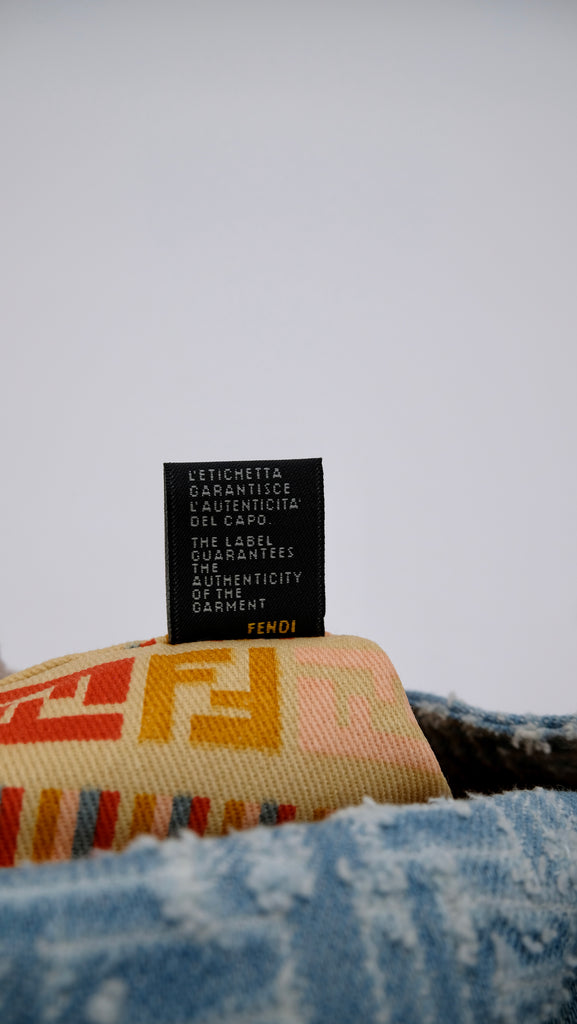 L'ETICHETTA
GARANTISCE
L'AUTENTICITA'
DEL CAPO.
THE LABEL
GUARANTEES
THE
AUTHENTICITY
OF THE
GARMENT
FENDI